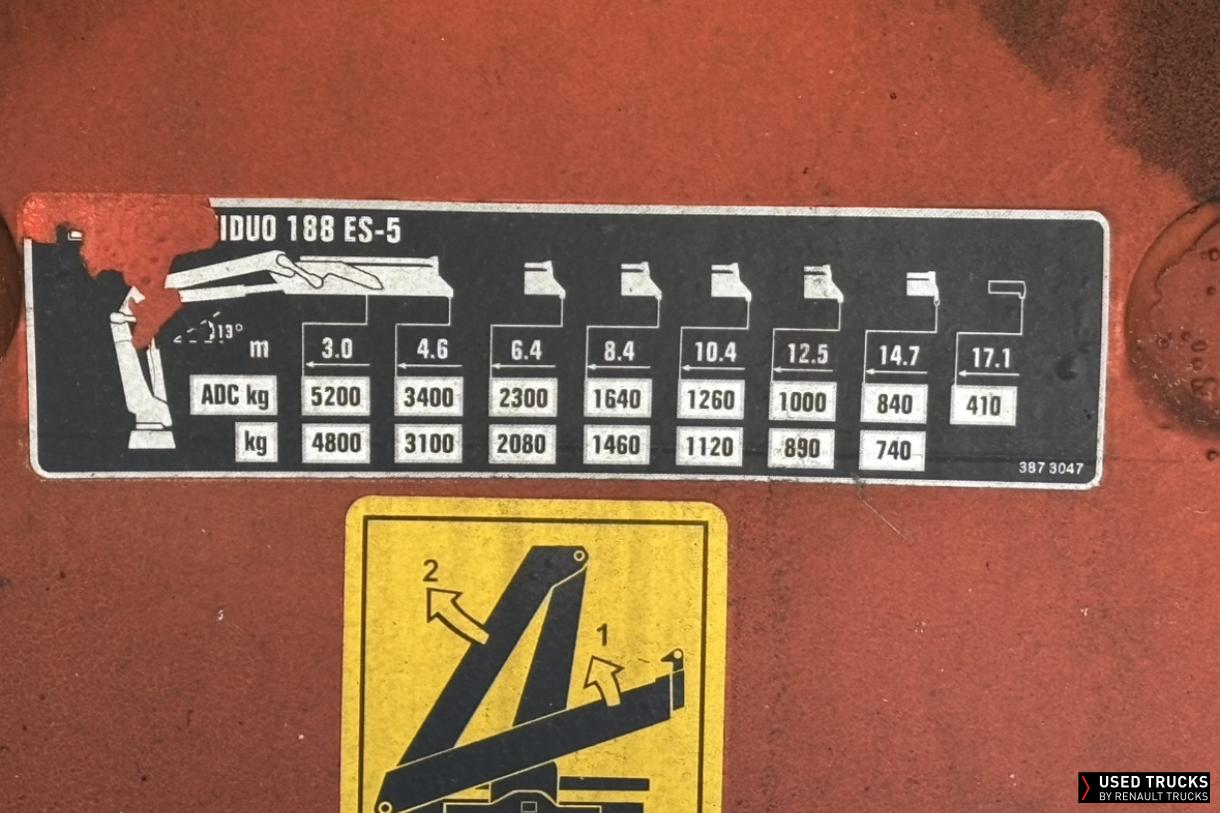 IDUO 188 ES-5
13°
m 3.0 4.6 6.4 8.4 10.4 12.5 14.7 17.1
ADC kg 5200 3400 2300 1640 1260 1000 840 410
kg 4800 3100 2080 1460 1120 890 740
387 3047
2
1
USED TRUCKS
BY RENAULT TRUCKS